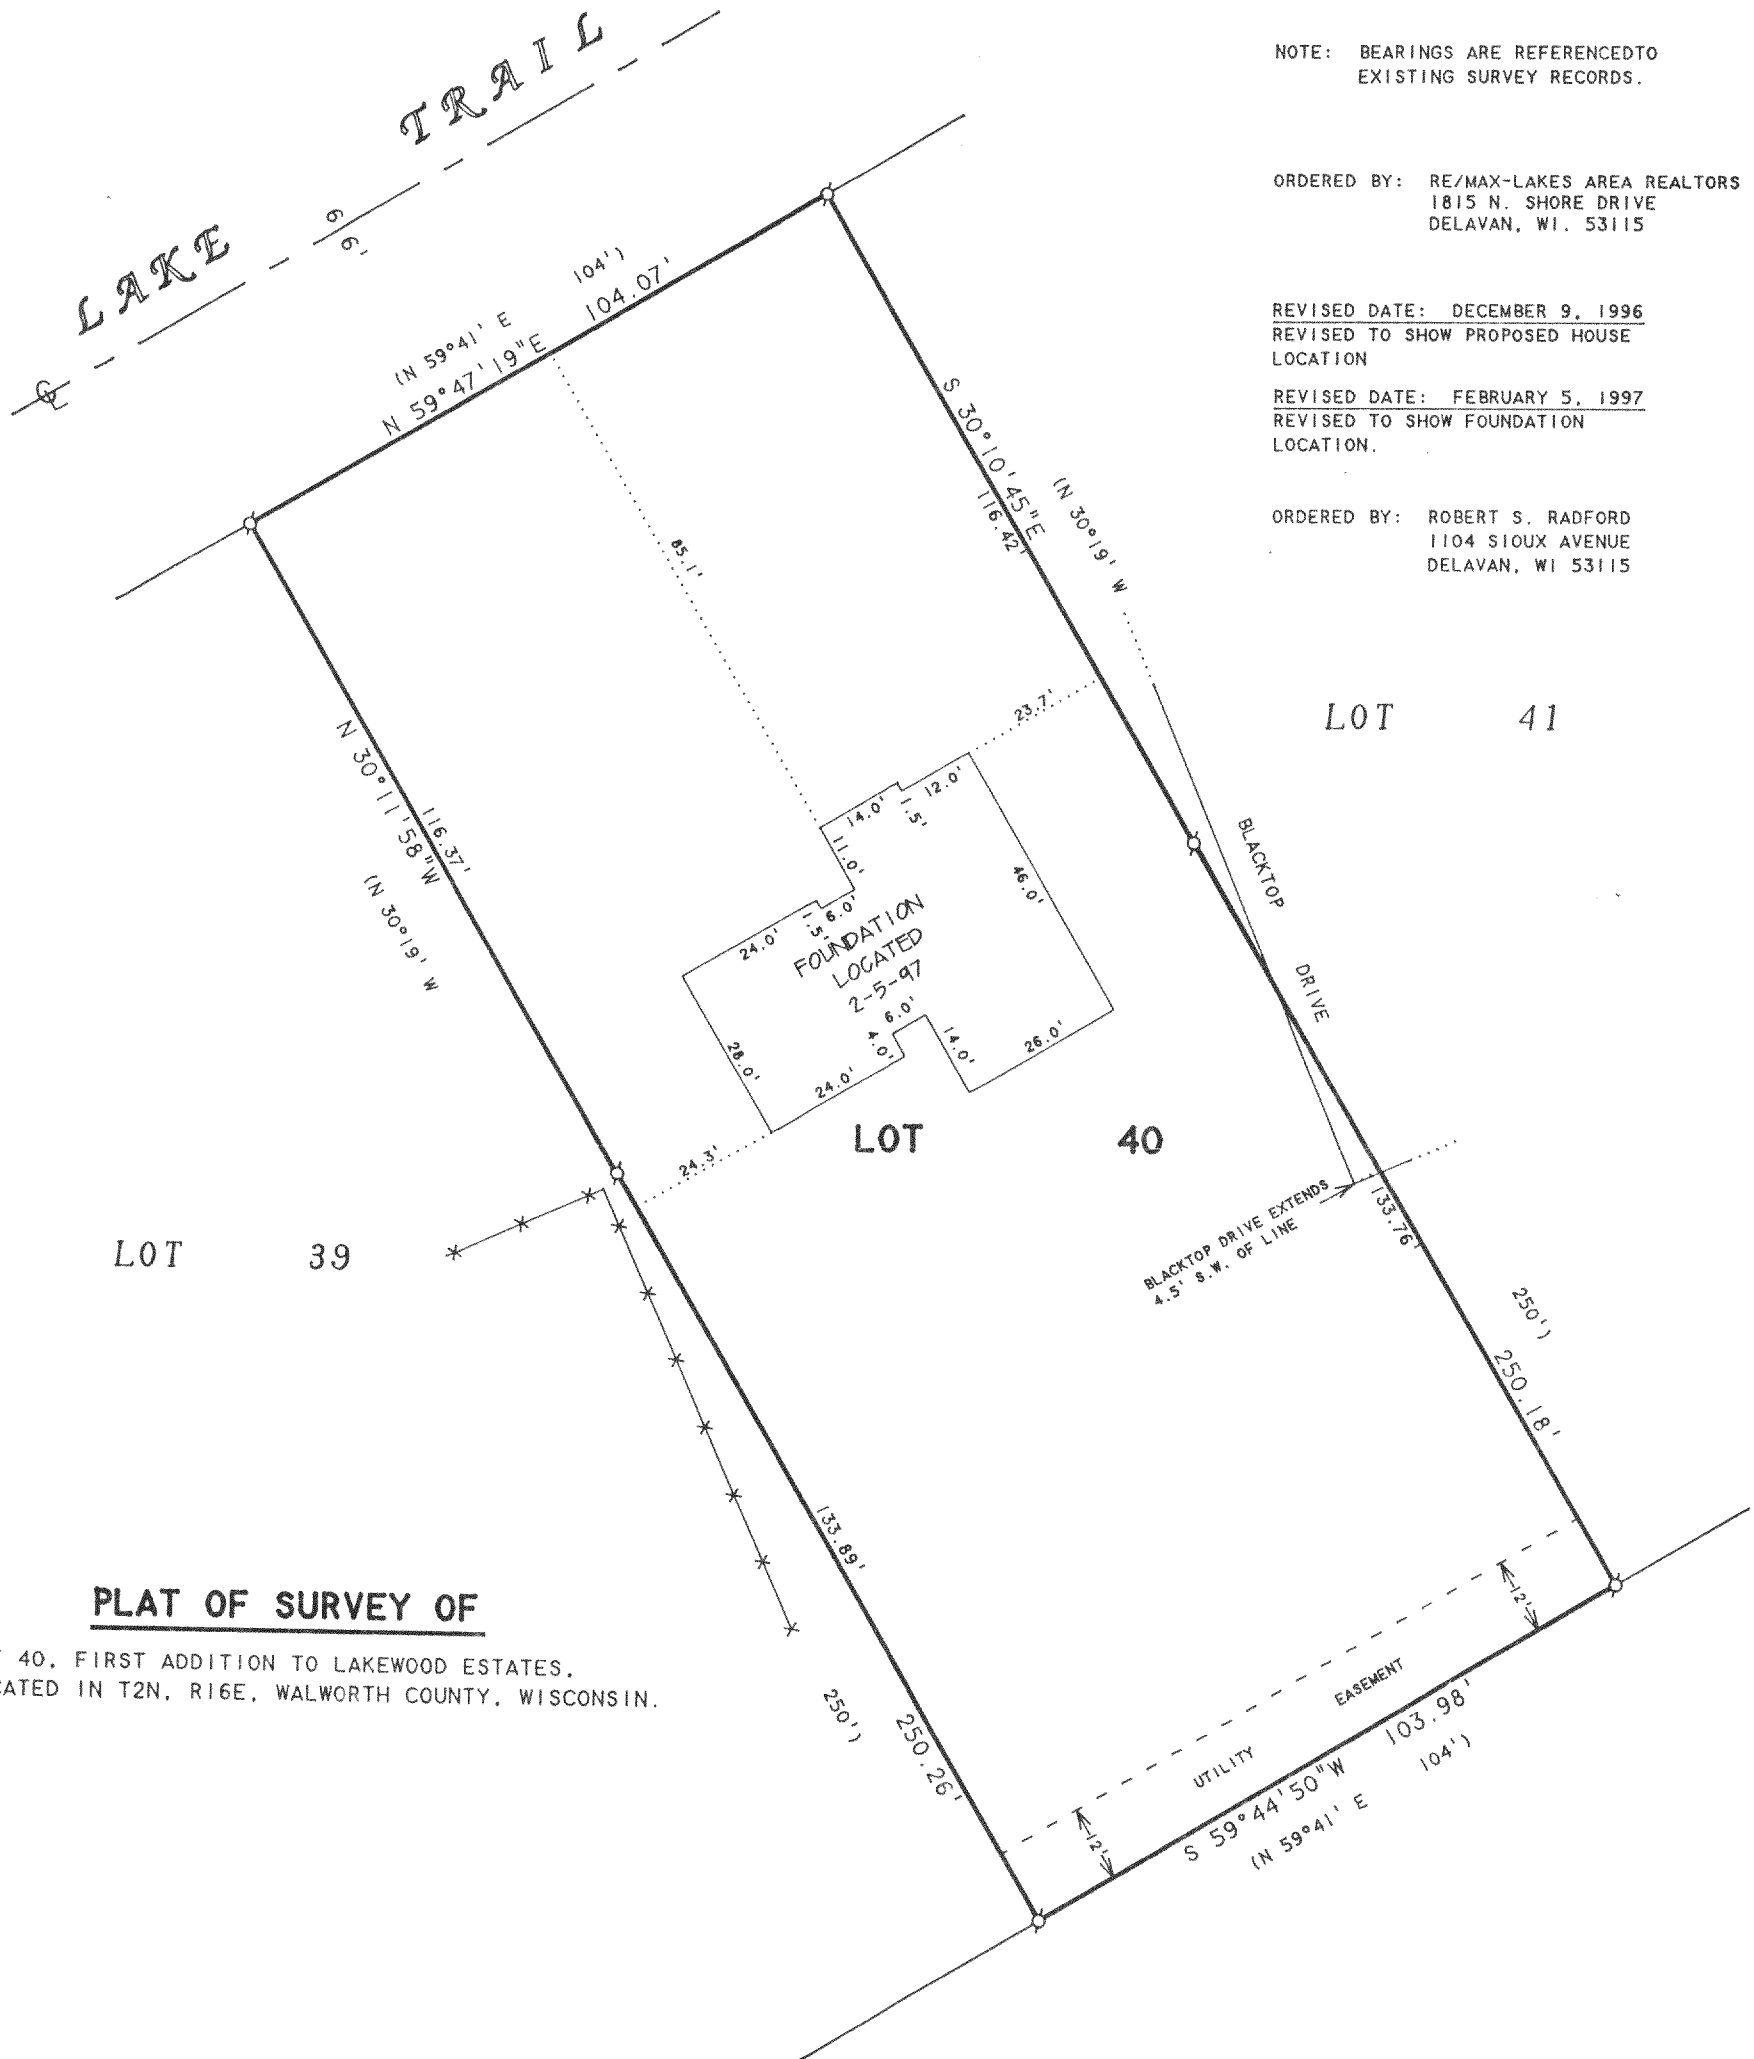 LAKE TRAIL
66'
NOTE: BEARINGS ARE REFERENCEDTO
EXISTING SURVEY RECORDS.
ORDERED BY: RE/MAX-LAKES AREA REALTORS
1815 N. SHORE DRIVE
DELAVAN, WI. 53115
REVISED DATE: DECEMBER 9, 1996
REVISED TO SHOW PROPOSED HOUSE
LOCATION
REVISED DATE: FEBRUARY 5, 1997
REVISED TO SHOW FOUNDATION
LOCATION.
ORDERED BY: ROBERT S. RADFORD
1104 SIOUX AVENUE
DELAVAN, WI 53115
(N 59°41' E 104')
N 59°47'19"E 104.07'
S 30°10'45"E
116.42'
(N 30°19' W
85.1'
23.7'
LOT 41
N 30°11'58"W
116.37'
(N 30°19' W
14.0'
1.5'
12.0'
11.0'
46.0'
24.0'
1.5'
6.0'
FOUNDATION
LOCATED
2-5-97
6.0'
4.0'
14.0'
26.0'
28.0'
24.0'
BLACKTOP DRIVE
24.3'
LOT 40
LOT 39
BLACKTOP DRIVE EXTENDS
4.5' S.W. OF LINE
133.76'
250')
250.18'
133.89'
250')
250.26'
12'
UTILITY EASEMENT
12'
S 59°44'50"W 103.98'
(N 59°41' E 104')
PLAT OF SURVEY OF
40, FIRST ADDITION TO LAKEWOOD ESTATES,
ATED IN T2N, R16E, WALWORTH COUNTY, WISCONSIN.